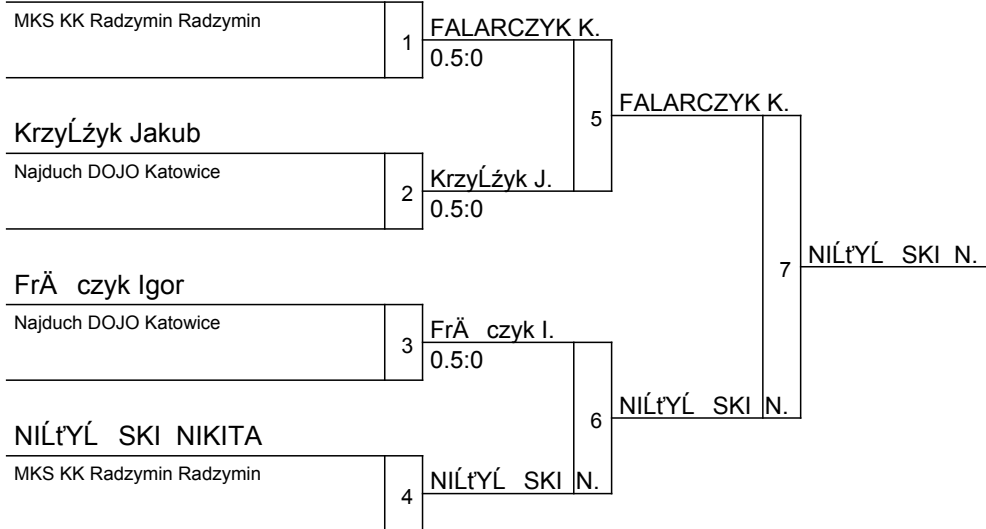 MKS KK Radzymin Radzymin
1
FALARCZYK K.
0.5:0
5
FALARCZYK K.
KrzyĹźyk Jakub
Najduch DOJO Katowice
2
KrzyĹźyk J.
0.5:0
7
NIĹťYĹ SKI N.
FrÄ czyk Igor
Najduch DOJO Katowice
3
FrÄ czyk I.
0.5:0
6
NIĹťYĹ SKI N.
NIĹťYĹ SKI NIKITA
MKS KK Radzymin Radzymin
4
NIĹťYĹ SKI N.